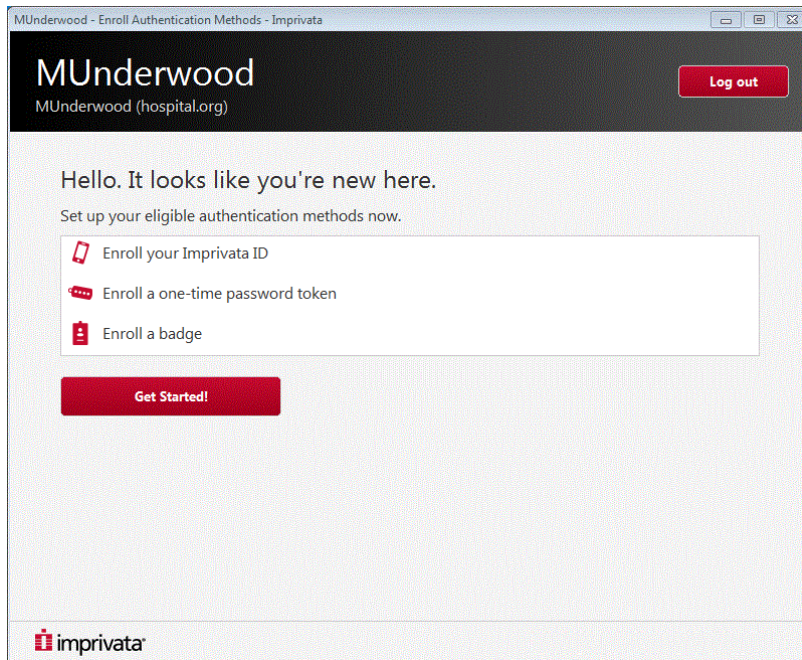 MUnderwood - Enroll Authentication Methods - Imprivata
MUnderwood
MUnderwood (hospital.org)
Log out
Hello. It looks like you're new here.
Set up your eligible authentication methods now.
Enroll your Imprivata ID
Enroll a one-time password token
Enroll a badge
Get Started!
imprivata